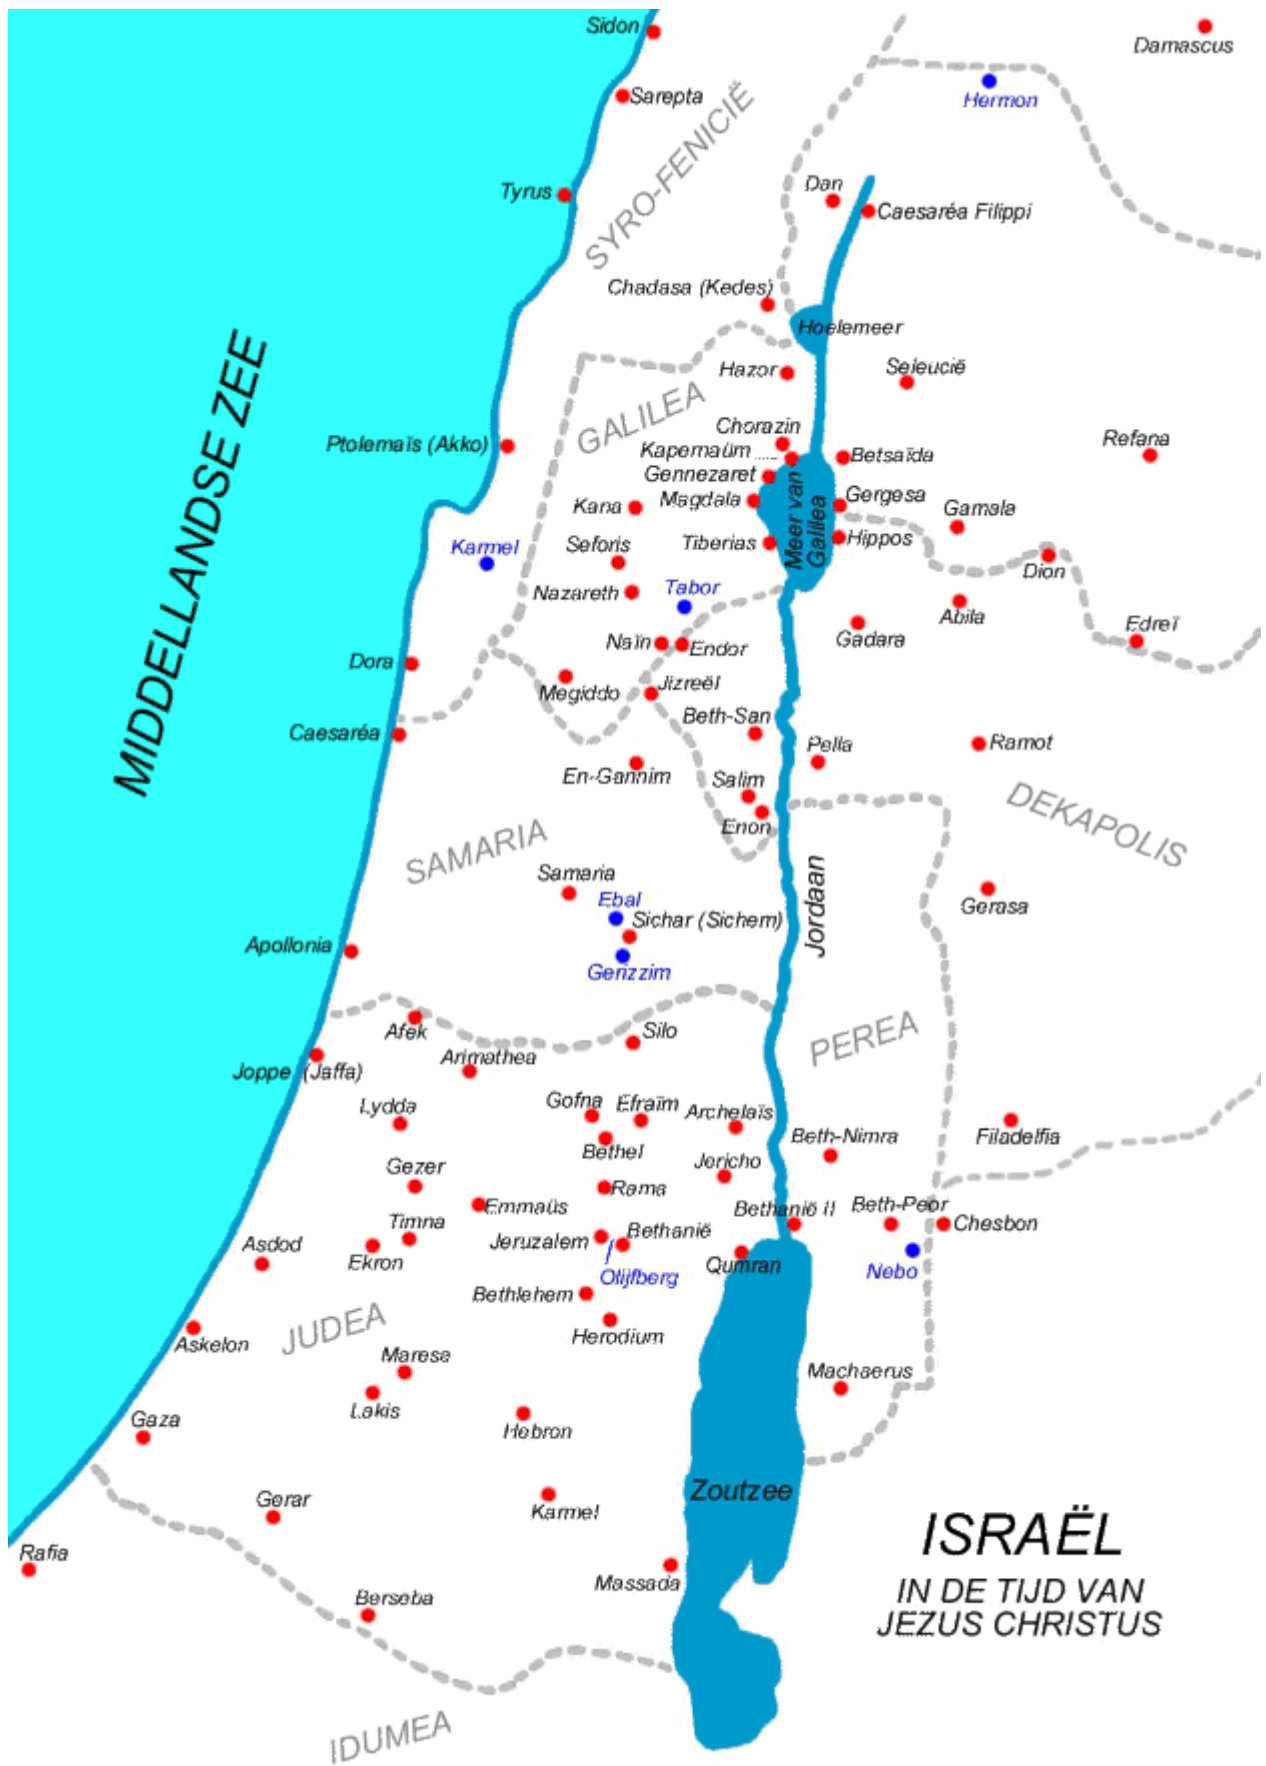 Sidon
Damascus
Hermon
Sarepta
SYRO-FENICIË
Tyrus
Dan
Caesaréa Filippi
Chadasa (Kedes)
Hoelemeer
MIDDELLANDSE ZEE
Hazor
Seleucië
GALILEA
Chorazin
Ptolemaïs (Akko)
Kapernaüm
Betsaïda
Refana
Gennezaret
Magdala
Meer van
Galilea
Gergesa
Kana
Gamala
Karmel
Seforis
Tiberias
Hippos
Dion
Nazareth
Tabor
Abila
Gadara
Edreï
Naïn
Endor
Dora
Megiddo
Jizreël
Beth-San
Caesaréa
Pella
Ramot
En-Gannim
Salim
Enon
DEKAPOLIS
SAMARIA
Samaria
Ebal
Sichar (Sichem)
Jordaan
Gerasa
Apollonia
Gerizzim
Afek
Silo
PEREA
Arimathea
Joppe (Jaffa)
Lydda
Gofna
Efraïm
Archelaïs
Beth-Nimra
Filadelfia
Bethel
Jericho
Gezer
Rama
Emmaüs
Bethanië II
Beth-Peor
Chesbon
Timna
Jeruzalem
Bethanië
Asdod
Ekron
Olijfberg
Qumran
Nebo
Bethlehem
JUDEA
Herodium
Askelon
Maresa
Machaerus
Lakis
Gaza
Hebron
Zoutzee
Gerar
Karmel
ISRAËL
IN DE TIJD VAN
JEZUS CHRISTUS
Rafia
Massada
Berseba
IDUMEA